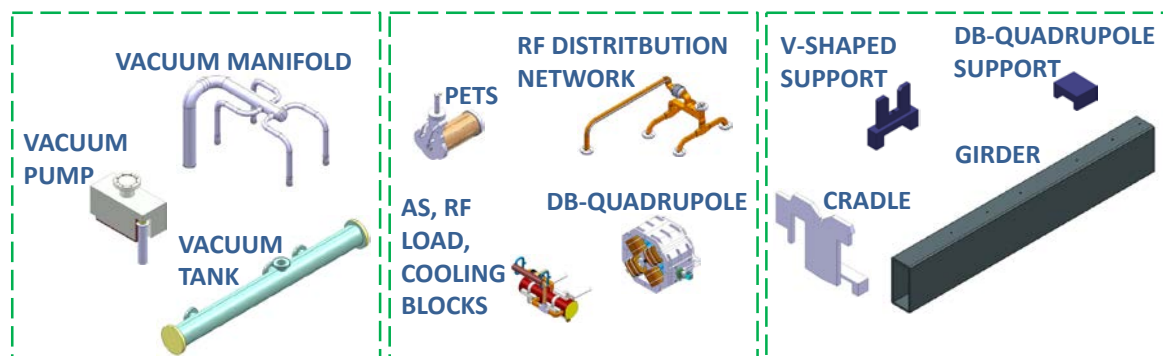 VACUUM MANIFOLD
VACUUM
PUMP
VACUUM
TANK
RF DISTRITBUTION
NETWORK
PETS
AS, RF
LOAD,
COOLING
BLOCKS
DB-QUADRUPOLE
V-SHAPED
SUPPORT
DB-QUADRUPOLE
SUPPORT
GIRDER
CRADLE